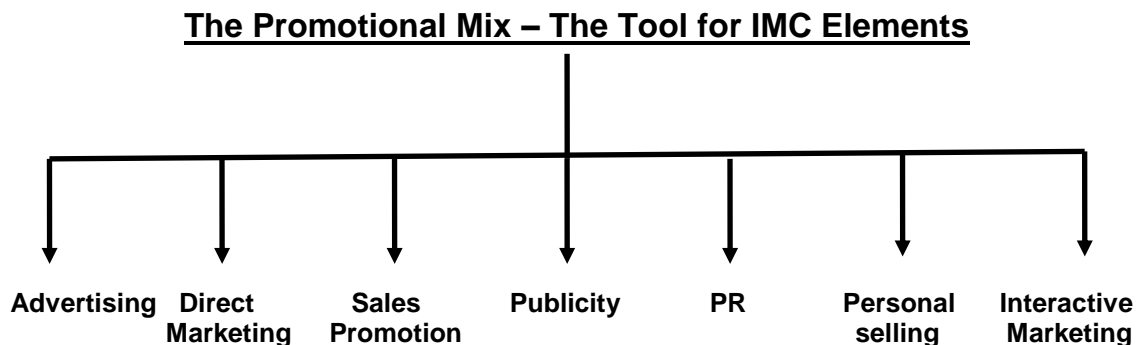 The Promotional Mix – The Tool for IMC Elements
Advertising
Direct
Marketing
Sales
Promotion
Publicity
PR
Personal
selling
Interactive
Marketing